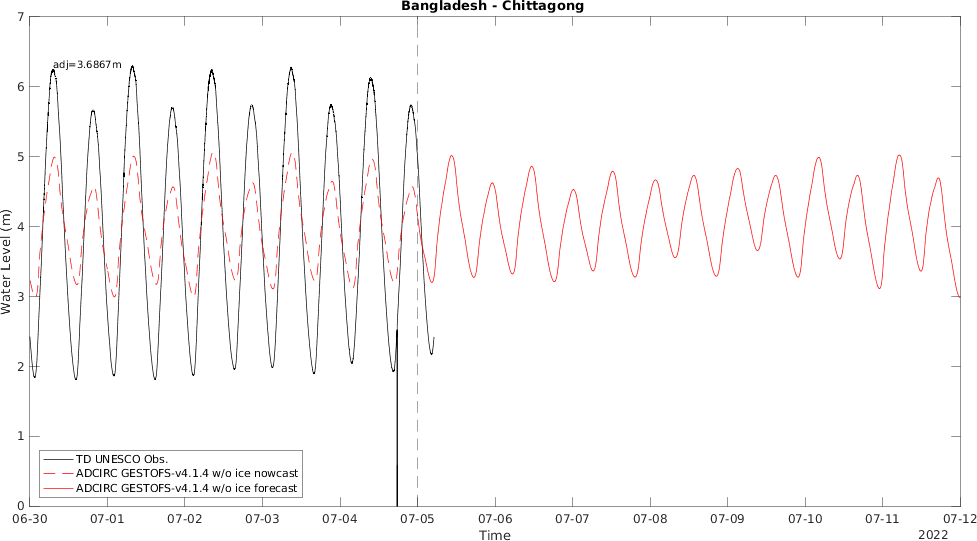 Bangladesh - Chittagong
7
adj=3.6867m
6
5
4
3
2
1
0
Water Level (m)
TD UNESCO Obs.
ADCIRC GESTOFS-v4.1.4 w/o ice nowcast
ADCIRC GESTOFS-v4.1.4 w/o ice forecast
06-30 07-01 07-02 07-03 07-04 07-05 07-06 07-07 07-08 07-09 07-10 07-11 07-12
Time
2022